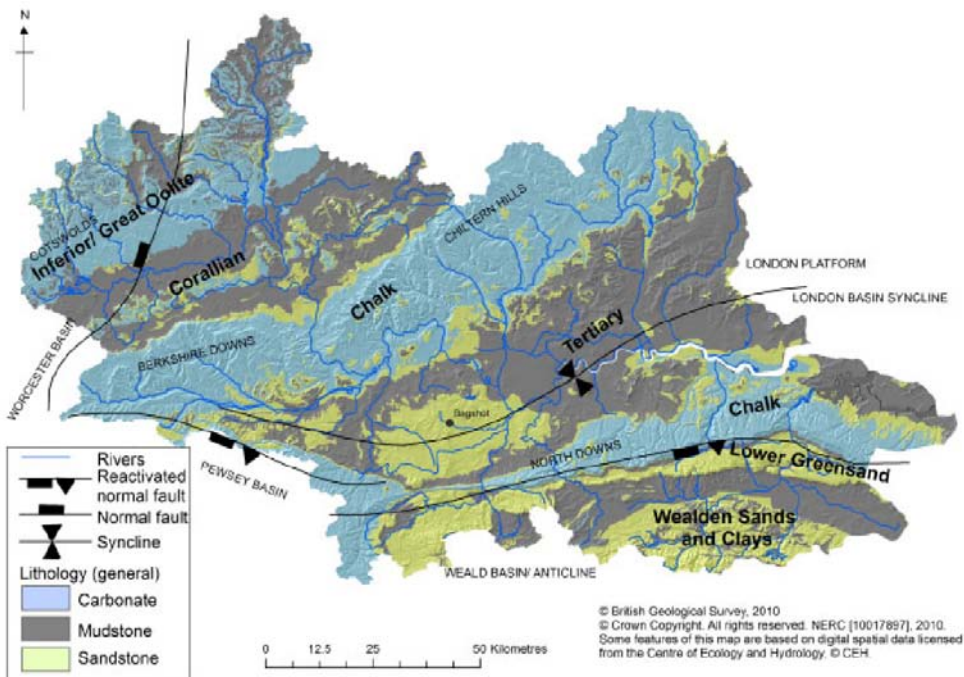 N
COTSWOLDS
Inferior/ Great Oolite
Corallian
CHILTERN HILLS
Chalk
LONDON PLATFORM
LONDON BASIN SYNCLINE
Tertiary
WORCESTER BASIN
BERKSHIRE DOWNS
Bagshot
Chalk
NORTH DOWNS
Lower Greensand
PEWSEY BASIN
Wealden Sands
and Clays
WEALD BASIN/ ANTICLINE
Rivers
Reactivated
normal fault
Normal fault
Syncline
Lithology (general)
Carbonate
Mudstone
Sandstone
0 12.5 25 50 Kilometres
© British Geological Survey, 2010
© Crown Copyright. All rights reserved. NERC [10017897], 2010.
Some features of this map are based on digital spatial data licensed
from the Centre of Ecology and Hydrology. © CEH.